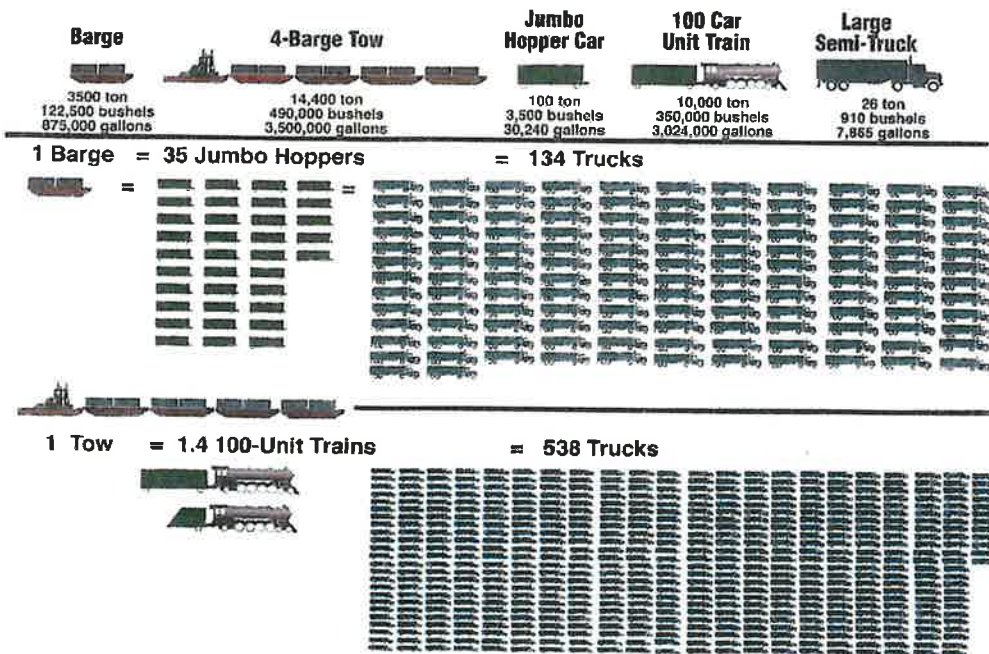 Barge
3500 ton
122,500 bushels
875,000 gallons
4-Barge Tow
14,400 ton
490,000 bushels
3,500,000 gallons
Jumbo
Hopper Car
100 ton
3,500 bushels
30,240 gallons
100 Car
Unit Train
10,000 ton
350,000 bushels
3,024,000 gallons
Large
Semi-Truck
26 ton
910 bushels
7,865 gallons
1 Barge = 35 Jumbo Hoppers = 134 Trucks
= =
1 Tow = 1.4 100-Unit Trains = 538 Trucks